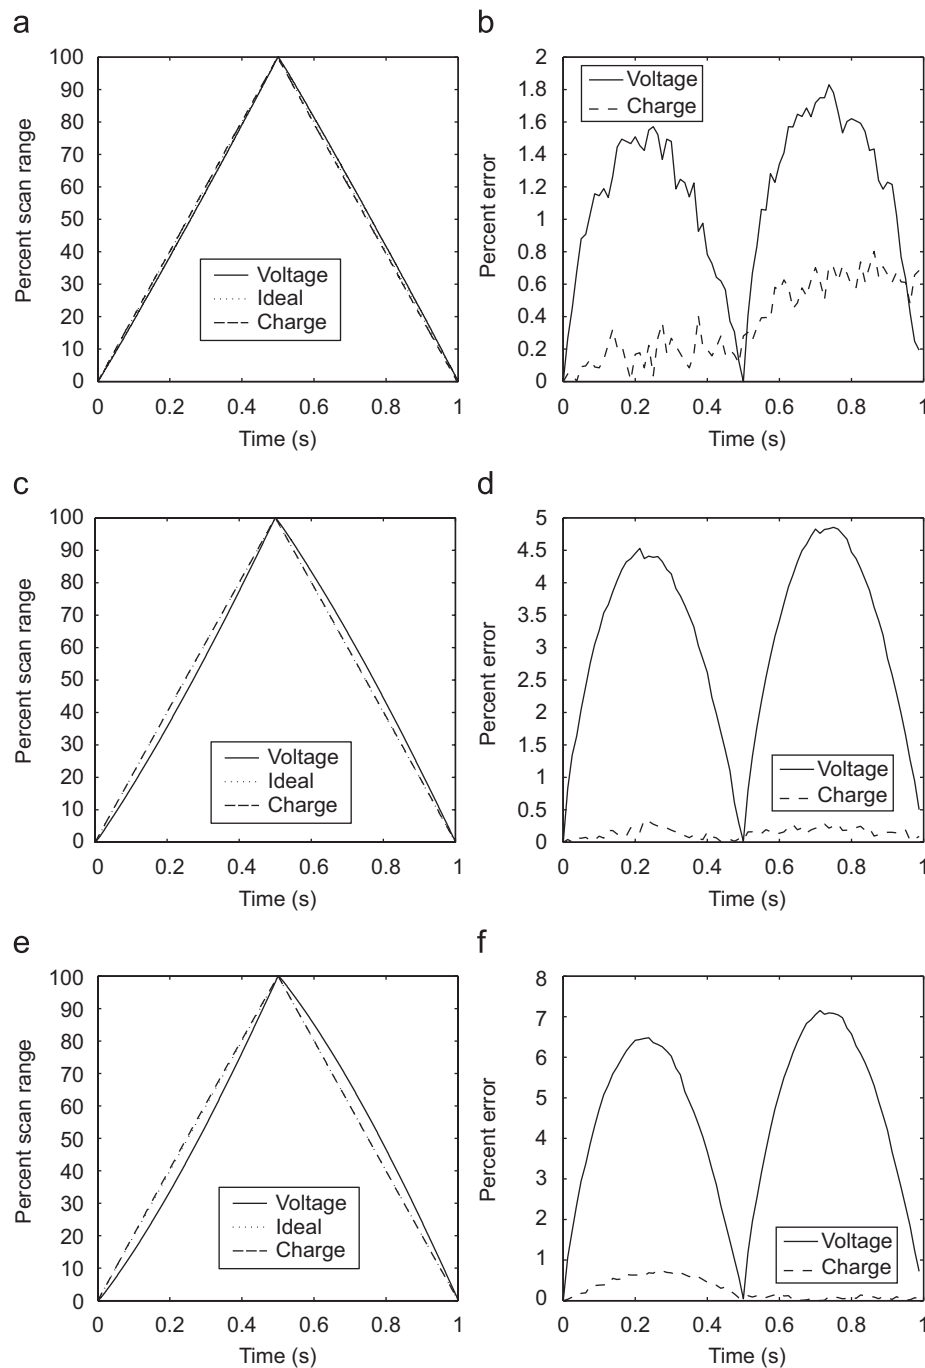 a
100
90
80
70
60
50
40
30
20
10
0
Percent scan range
Voltage
Ideal
Charge
0 0.2 0.4 0.6 0.8 1
Time (s)
b
2
1.8
1.6
1.4
1.2
1
0.8
0.6
0.4
0.2
0
Percent error
Voltage
Charge
0 0.2 0.4 0.6 0.8 1
Time (s)
c
100
90
80
70
60
50
40
30
20
10
0
Percent scan range
Voltage
Ideal
Charge
0 0.2 0.4 0.6 0.8 1
Time (s)
d
5
4.5
4
3.5
3
2.5
2
1.5
1
0.5
0
Percent error
Voltage
Charge
0 0.2 0.4 0.6 0.8 1
Time (s)
e
100
90
80
70
60
50
40
30
20
10
0
Percent scan range
Voltage
Ideal
Charge
0 0.2 0.4 0.6 0.8 1
Time (s)
f
8
7
6
5
4
3
2
1
0
Percent error
Voltage
Charge
0 0.2 0.4 0.6 0.8 1
Time (s)